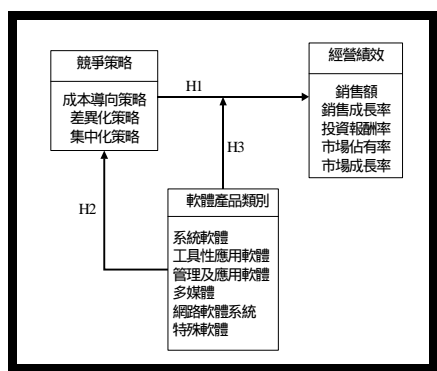 競爭策略
成本導向策略
差異化策略
集中化策略
H1
經營績效
銷售額
銷售成長率
投資報酬率
市場佔有率
市場成長率
H3
H2
軟體產品類別
系統軟體
工具性應用軟體
管理及應用軟體
多媒體
網路軟體系統
特殊軟體